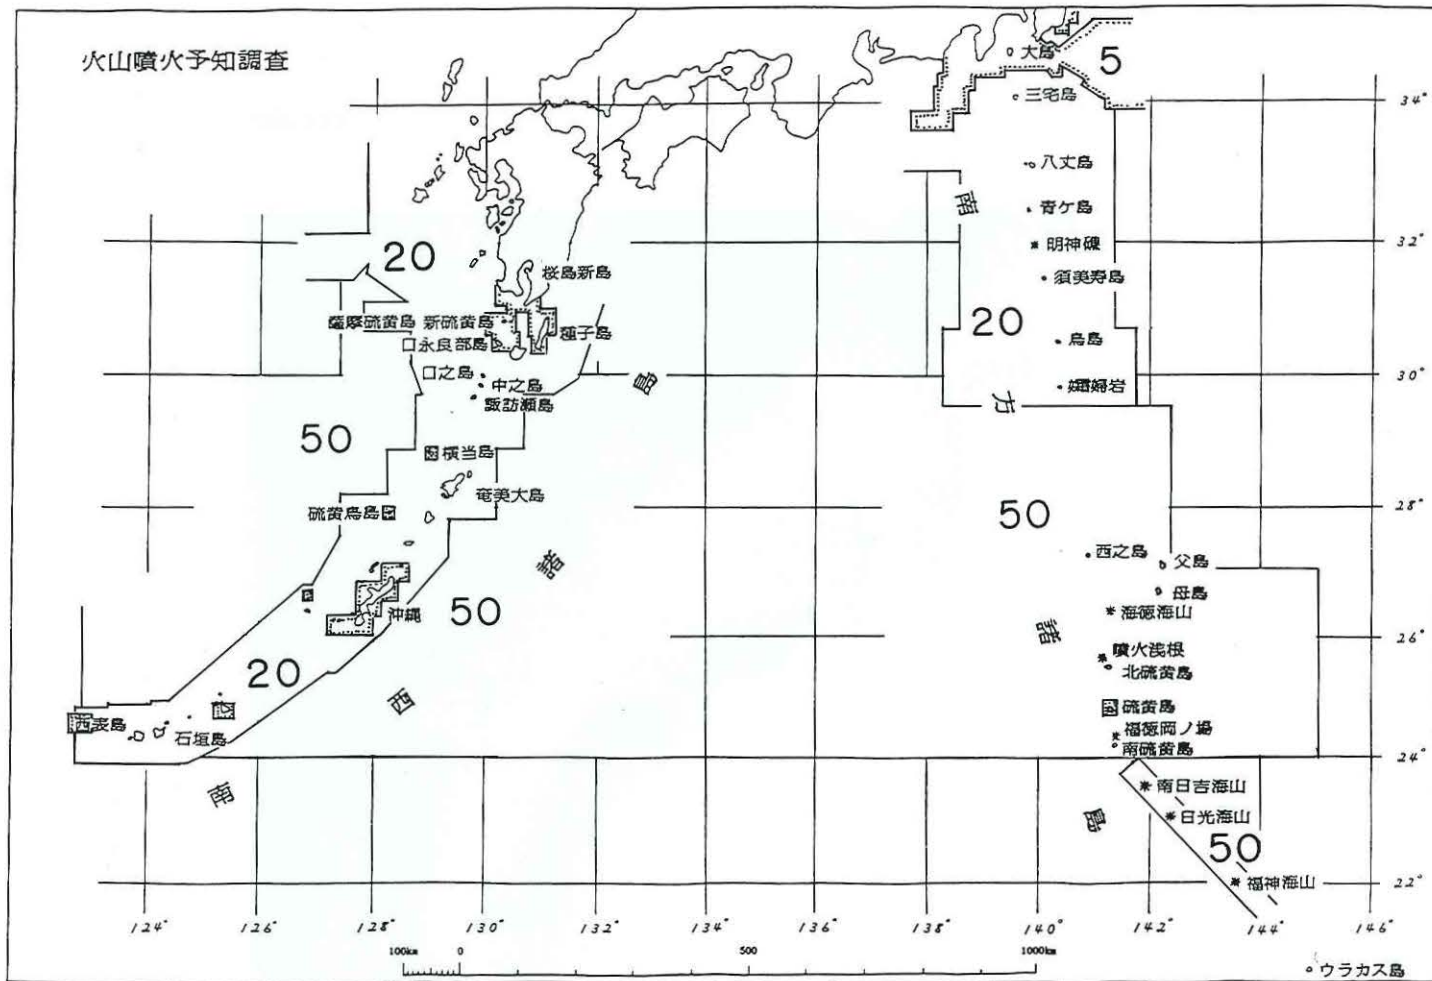 火山噴火予知調査
大島
5
三宅島
34°
八丈島
南
青ケ島
明神礁
32°
20
須美寿島
桜島新島
薩摩硫黄島
新硫黄島
種子島
口永良部島
20
鳥島
口之島
中之島
諏訪瀬島
島
30°
孀婦岩
方
50
横当島
奄美大島
硫黄鳥島
28°
50
西之島
父島
諸
母島
海徳海山
沖縄
50
諸
26°
噴火浅根
北硫黄島
20
西
硫黄島
福徳岡ノ場
南硫黄島
西表島
石垣島
24°
南
南日吉海山
島
日光海山
50
福神海山
22°
124°
126°
128°
130°
132°
134°
136°
138°
140°
142°
144°
146°
100km
0
500
1000km
ウラカス島